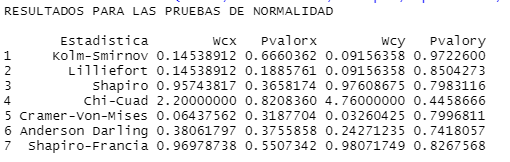 RESULTADOS PARA LAS PRUEBAS DE NORMALIDAD
Estadistica Wcx Pvalorx Wcy Pvalory
1 Kolm-Smirnov 0.14538912 0.6660362 0.09156358 0.9722600
2 Lilliefort 0.14538912 0.1885761 0.09156358 0.8504273
3 Shapiro 0.95743817 0.3658174 0.97608675 0.7983116
4 Chi-Cuad 2.20000000 0.8208360 4.76000000 0.4458666
5 Cramer-Von-Mises 0.06437562 0.3187704 0.03260425 0.7996811
6 Anderson Darling 0.38061797 0.3755858 0.24271235 0.7418057
7 Shapiro-Francia 0.96978738 0.5507342 0.98071749 0.8267568